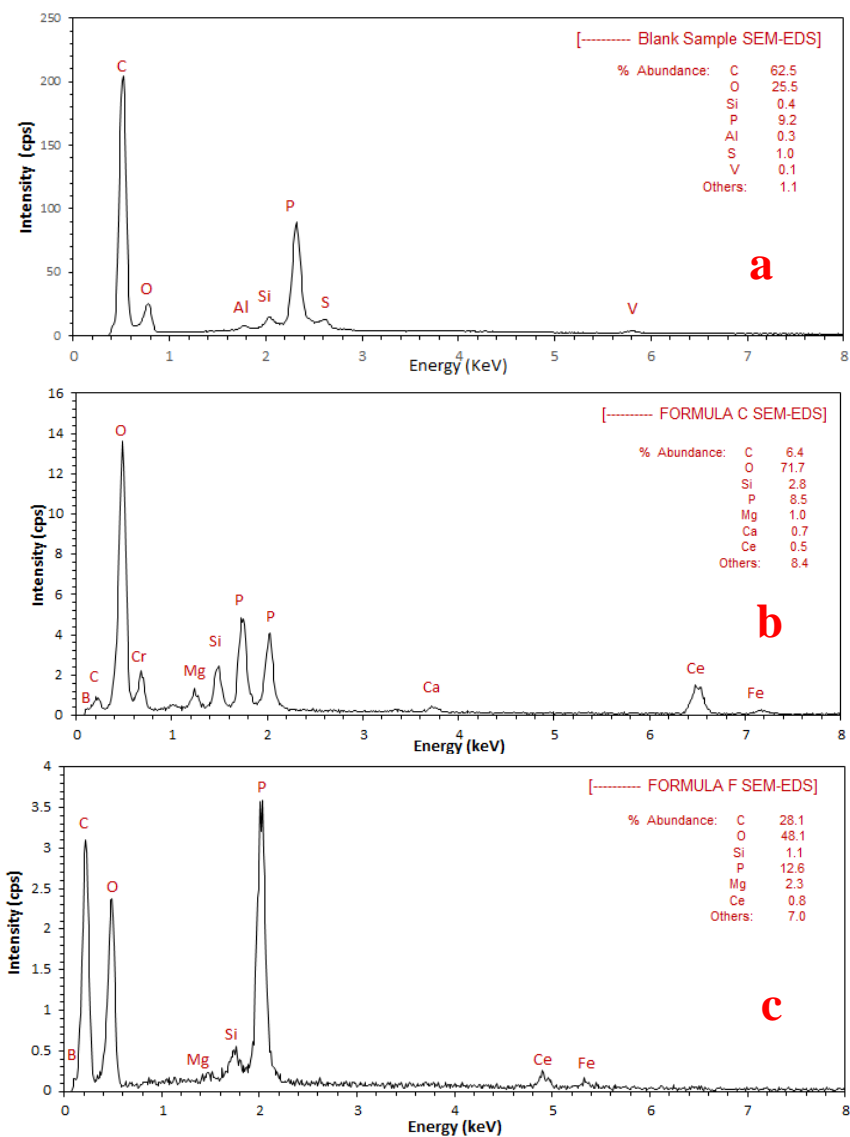 250
[---------- Blank Sample SEM-EDS]
C
% Abundance: C 62.5
O 25.5
Si 0.4
P 9.2
Al 0.3
S 1.0
V 0.1
Others: 1.1
200
150
100
50
0
Intensity (cps)
P
a
O
Al
Si
S
V
0 1 2 3 4 5 6 7 8
Energy (KeV)
16
[---------- FORMULA C SEM-EDS]
O
% Abundance: C 6.4
O 71.7
Si 2.8
P 8.5
Mg 1.0
Ca 0.7
Ce 0.5
Others: 8.4
14
12
10
8
6
4
2
0
Intensity (cps)
b
B
C
Cr
Mg
Si
P
P
Ca
Ce
Fe
0 1 2 3 4 5 6 7 8
Energy (keV)
4
[---------- FORMULA F SEM-EDS]
P
% Abundance: C 28.1
O 48.1
Si 1.1
P 12.6
Mg 2.3
Ce 0.8
Others: 7.0
3.5
3
2.5
2
1.5
1
0.5
0
Intensity (cps)
C
O
c
B
Mg
Si
Ce
Fe
0 1 2 3 4 5 6 7 8
Energy (keV)